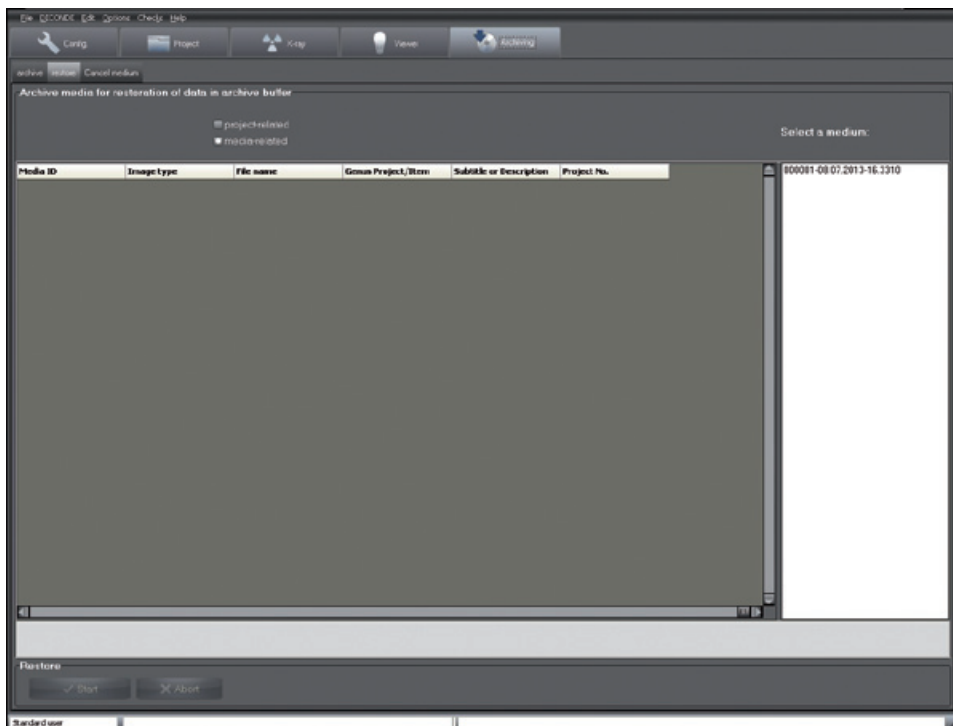 File DICONDE Edit Options Checks Help
Config. Project X-ray Viewer Archiving
archive restore Cancel medium
Archive media for restoration of data in archive buffer
project-related
media-related
Select a medium:
Media ID Image type File name Genus Project/Item Subtitle or Description Project No.
000001-08.07.2013-16.3310
Restore
Start Abort
Standard user